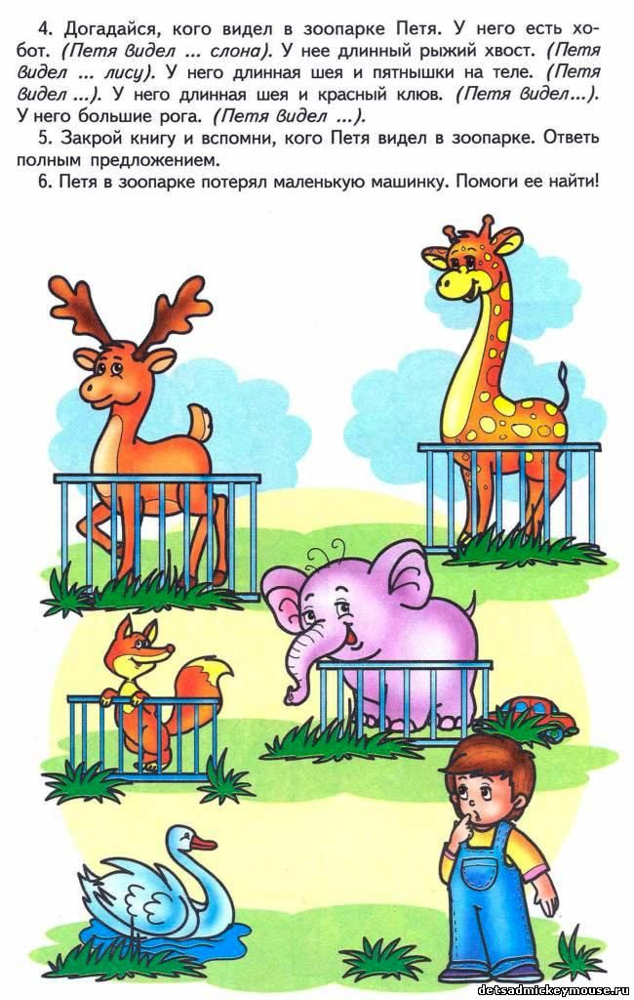 4. Догадайся, кого видел в зоопарке Петя. У него есть хо-
бот. (Петя видел ... слона). У нее длинный рыжий хвост. (Петя
видел ... лису). У него длинная шея и пятнышки на теле. (Петя
видел ...). У него длинная шея и красный клюв. (Петя видел...).
У него большие рога. (Петя видел ...).
5. Закрой книгу и вспомни, кого Петя видел в зоопарке. Ответь
полным предложением.
6. Петя в зоопарке потерял маленькую машинку. Помоги ее найти!
detsadmickeymouse.ru